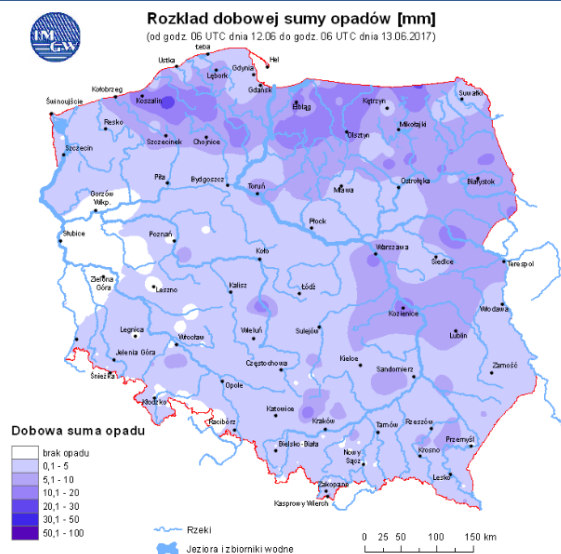 IM
GW
Rozkład dobowej sumy opadów [mm]
(od godz. 06 UTC dnia 12.06 do godz. 06 UTC dnia 13.06.2017)
Łeba
Hel
Ustka
Gdynia
Lębork
Gdańsk
Kołobrzeg
Koszalin
Elbląg
Kętrzyn
Suwałki
Świnoujście
Resko
Olsztyn
Mikołajki
Szczecinek
Chojnice
Szczecin
Piła
Bydgoszcz
Toruń
Mława
Ostrołęka
Białystok
Gorzów
Wlkp.
Płock
Słubice
Poznań
Koło
Warszawa
Siedlce
Terespol
Zielona
Góra
Leszno
Kalisz
Łódź
Kozienice
Włodawa
Legnica
Wrocław
Wieluń
Sulejów
Lublin
Jelenia Góra
Śnieżka
Częstochowa
Kielce
Sandomierz
Zamość
Opole
Kłodzko
Katowice
Racibórz
Kraków
Tarnów
Rzeszów
Przemyśl
Bielsko-Biała
Nowy
Sącz
Krosno
Lesko
Zakopane
Kasprowy Wierch
Dobowa suma opadu
brak opadu
0,1 - 5
5,1 - 10
10,1 - 20
20,1 - 30
30,1 - 50
50,1 - 100
Rzeki
Jeziora i zbiorniki wodne
0 25 50 100 150 km